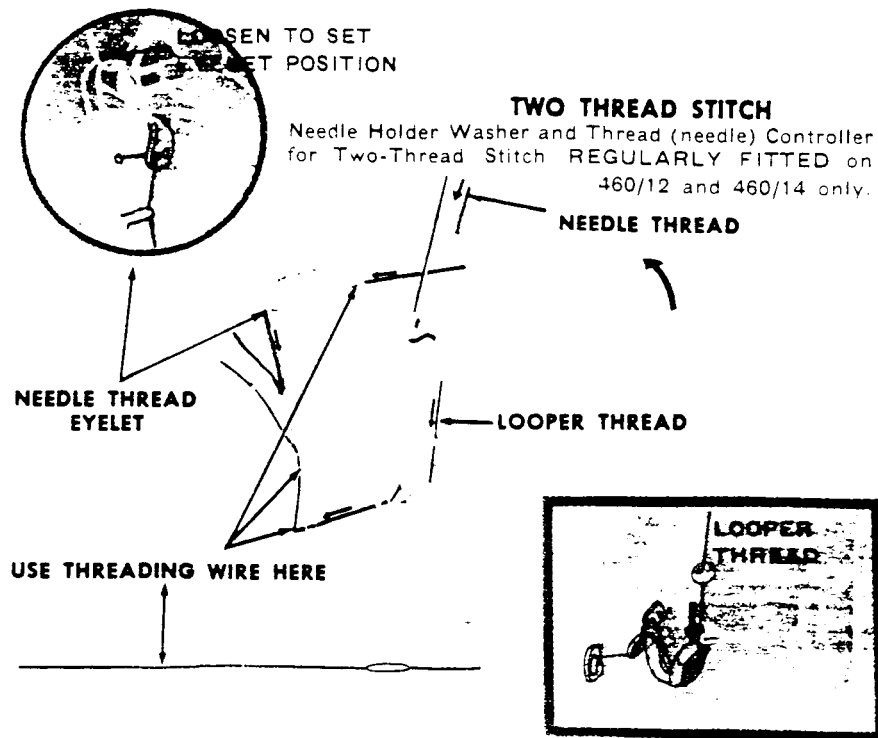 LOOSEN TO SET
POSITION
TWO THREAD STITCH
Needle Holder Washer and Thread (needle) Controller
for Two-Thread Stitch REGULARLY FITTED on
460/12 and 460/14 only.
NEEDLE THREAD
NEEDLE THREAD
EYELET
LOOPER THREAD
USE THREADING WIRE HERE
LOOPER
THREED